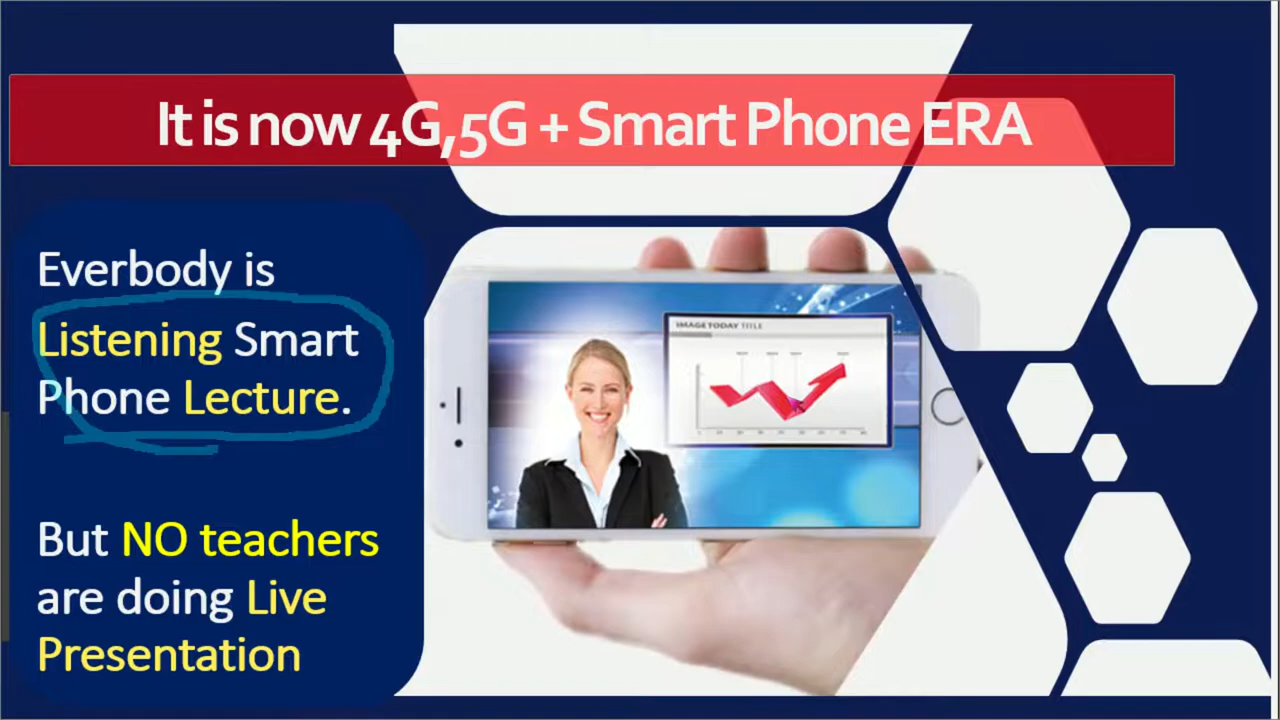 It is now 4G,5G + Smart Phone ERA
Everbody is
Listening Smart
Phone Lecture.
But NO teachers
are doing Live
Presentation
IMAGE TODAY TITLE